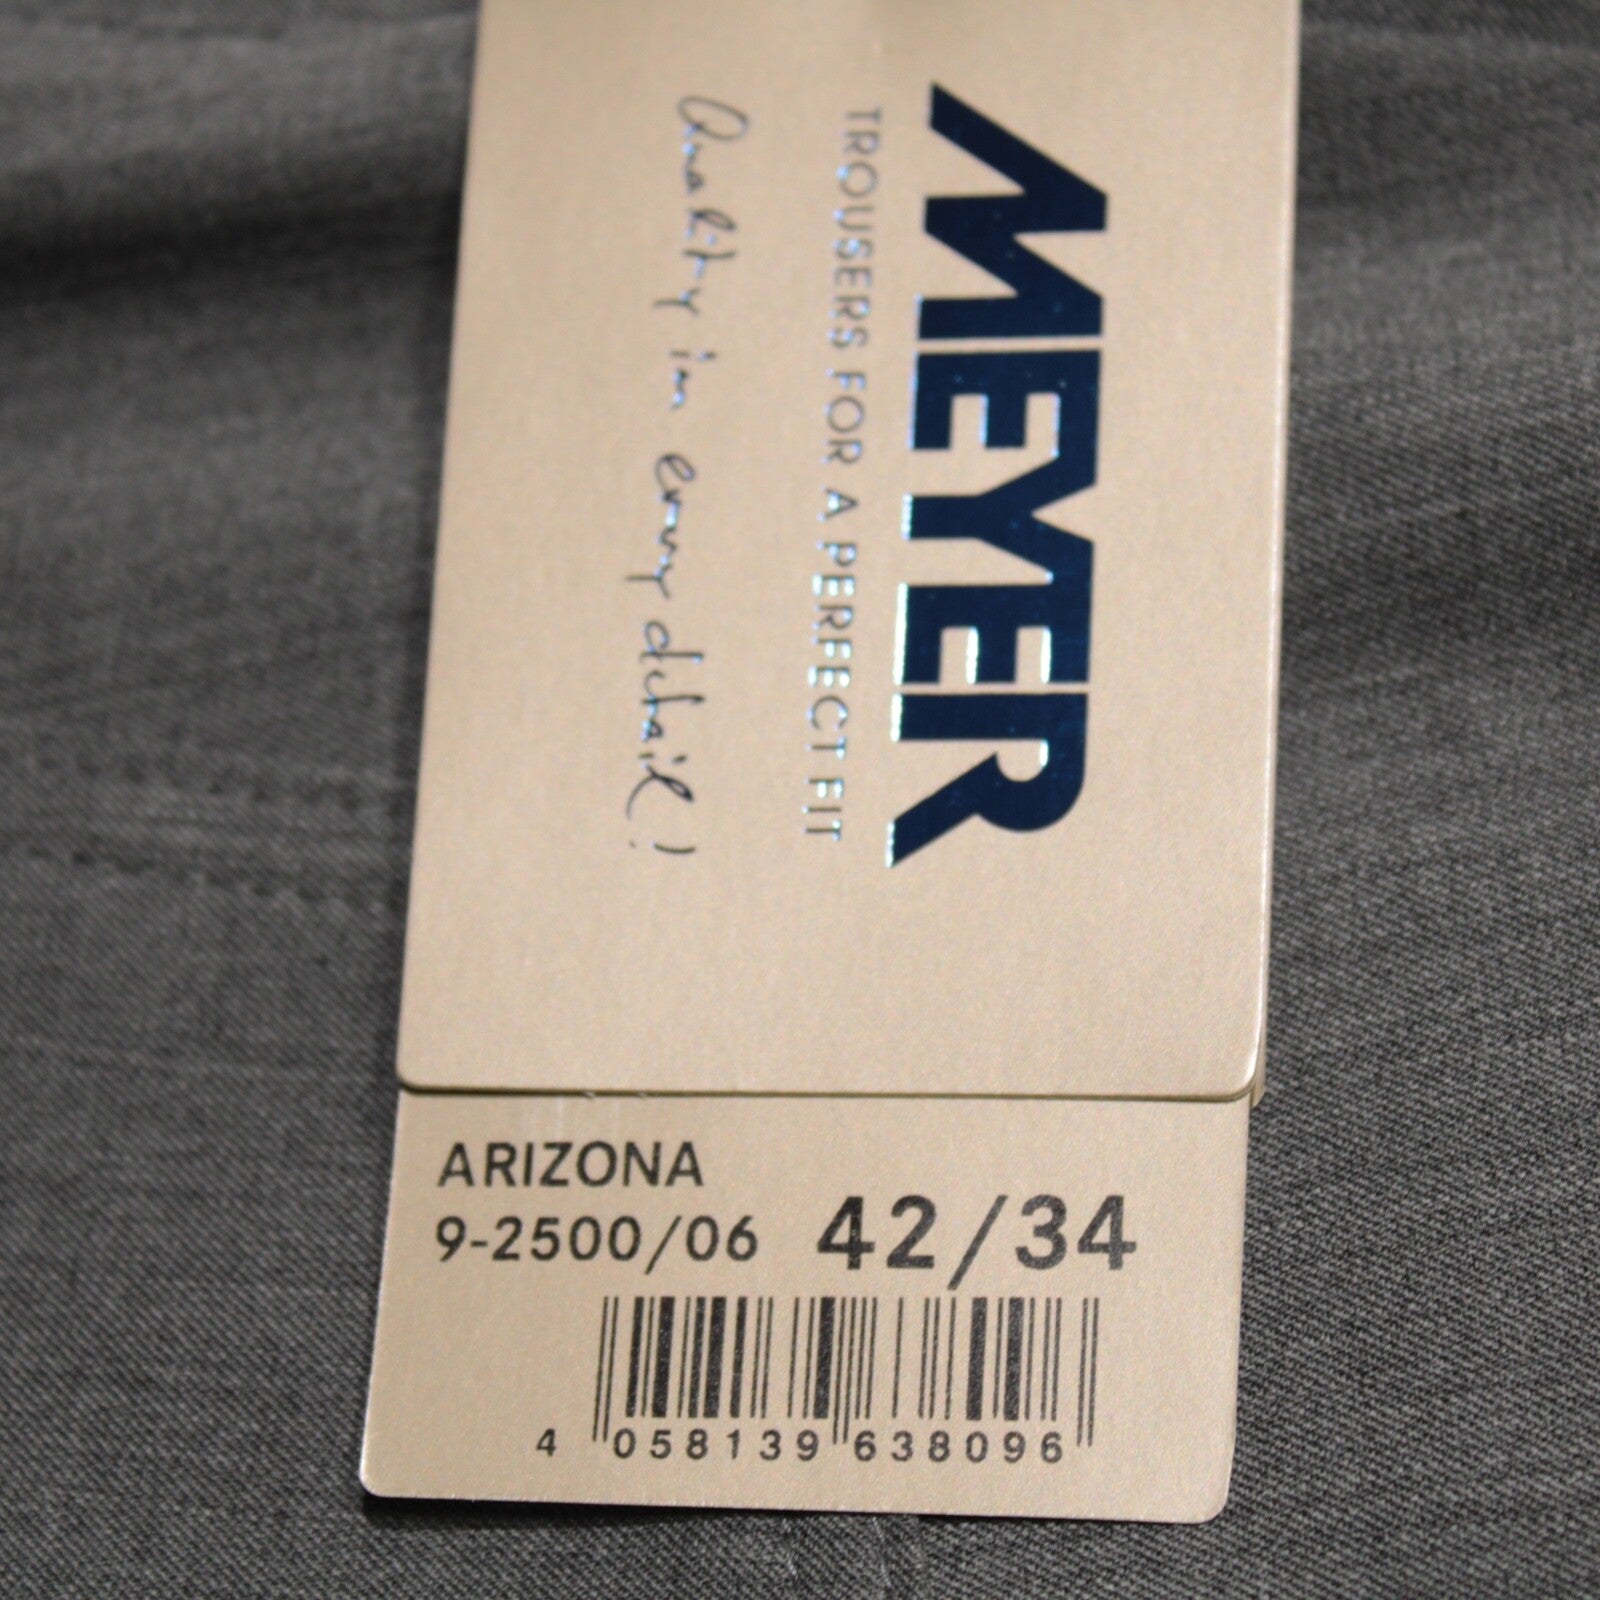 MEYER
TROUSERS FOR A PERFECT FIT
Quality in every detail!
ARIZONA
9-2500/06 42/34
4 058139 638096